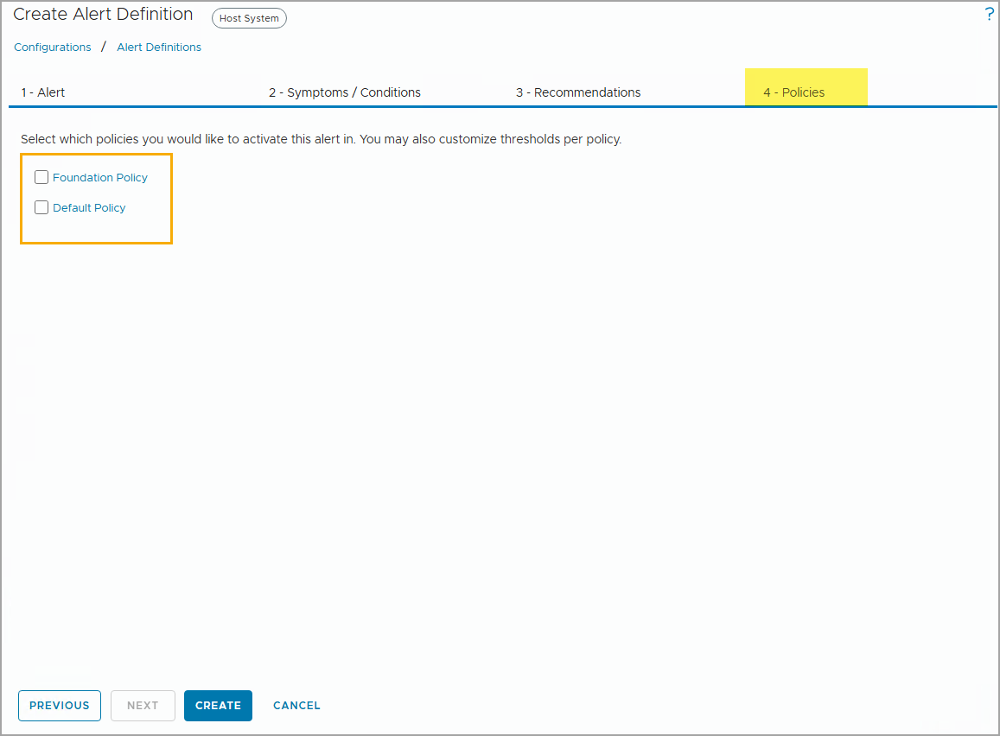 Create Alert Definition Host System ?
Configurations / Alert Definitions
1 - Alert 2 - Symptoms / Conditions 3 - Recommendations 4 - Policies
Select which policies you would like to activate this alert in. You may also customize thresholds per policy.
Foundation Policy
Default Policy
PREVIOUS NEXT CREATE CANCEL